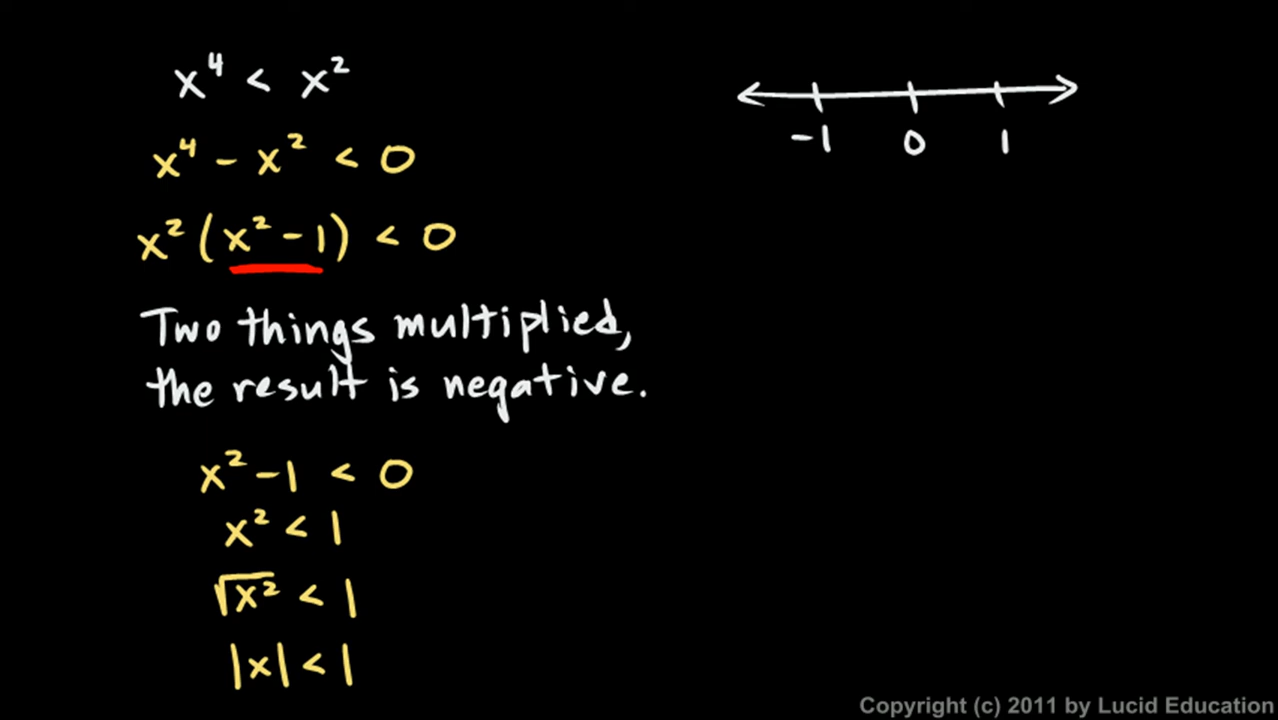 x⁴ < x²
x⁴ - x² < 0
x² (x² - 1) < 0
Two things multiplied,
the result is negative.
x² - 1 < 0
x² < 1
√x² < 1
|x| < 1
-1 0 1
Copyright (c) 2011 by Lucid Education